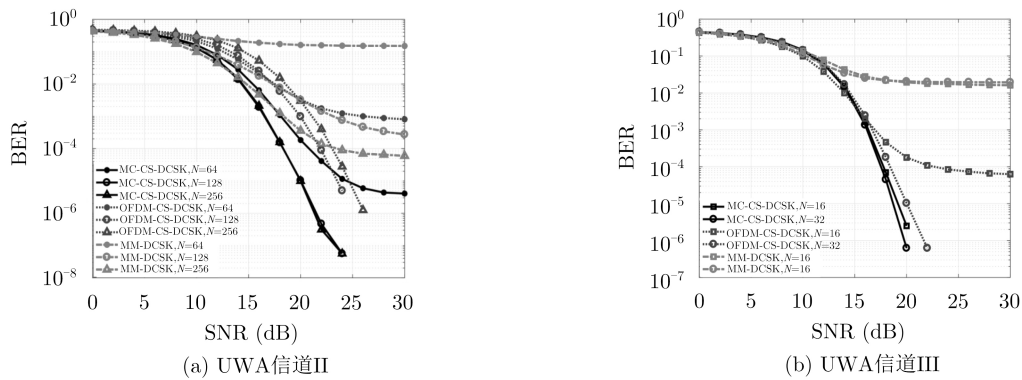 10^0
10^{-2}
10^{-4}
10^{-6}
10^{-8}
BER
MC-CS-DCSK,N=64
MC-CS-DCSK,N=128
MC-CS-DCSK,N=256
OFDM-CS-DCSK,N=64
OFDM-CS-DCSK,N=128
OFDM-CS-DCSK,N=256
MM-DCSK,N=64
MM-DCSK,N=128
MM-DCSK,N=256
0 5 10 15 20 25 30
SNR (dB)
(a) UWA信道II
10^0
10^{-1}
10^{-2}
10^{-3}
10^{-4}
10^{-5}
10^{-6}
10^{-7}
BER
MC-CS-DCSK,N=16
MC-CS-DCSK,N=32
OFDM-CS-DCSK,N=16
OFDM-CS-DCSK,N=32
MM-DCSK,N=16
MM-DCSK,N=16
0 5 10 15 20 25 30
SNR (dB)
(b) UWA信道III